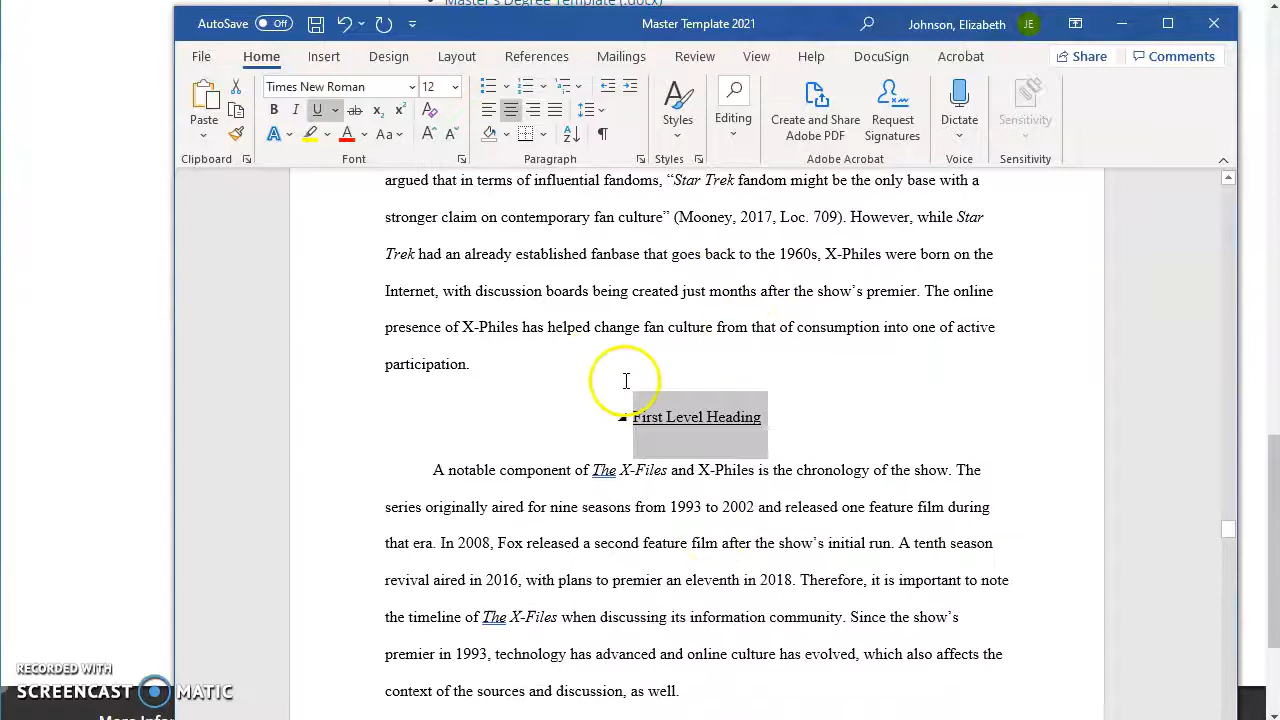 Master's Degree Template (.docx)
AutoSave Off Master Template 2021 Johnson, Elizabeth JE
File Home Insert Design Layout References Mailings Review View Help DocuSign Acrobat Share Comments
Times New Roman 12
Paste Styles Editing Create and Share Adobe PDF Request Signatures Dictate Sensitivity
Clipboard Font Paragraph Styles Adobe Acrobat Voice Sensitivity
argued that in terms of influential fandoms, “Star Trek fandom might be the only base with a
stronger claim on contemporary fan culture” (Mooney, 2017, Loc. 709). However, while Star
Trek had an already established fanbase that goes back to the 1960s, X-Philes were born on the
Internet, with discussion boards being created just months after the show’s premier. The online
presence of X-Philes has helped change fan culture from that of consumption into one of active
participation.
First Level Heading
A notable component of The X-Files and X-Philes is the chronology of the show. The
series originally aired for nine seasons from 1993 to 2002 and released one feature film during
that era. In 2008, Fox released a second feature film after the show’s initial run. A tenth season
revival aired in 2016, with plans to premier an eleventh in 2018. Therefore, it is important to note
the timeline of The X-Files when discussing its information community. Since the show’s
premier in 1993, technology has advanced and online culture has evolved, which also affects the
context of the sources and discussion, as well.
RECORDED WITH
SCREENCAST MATIC